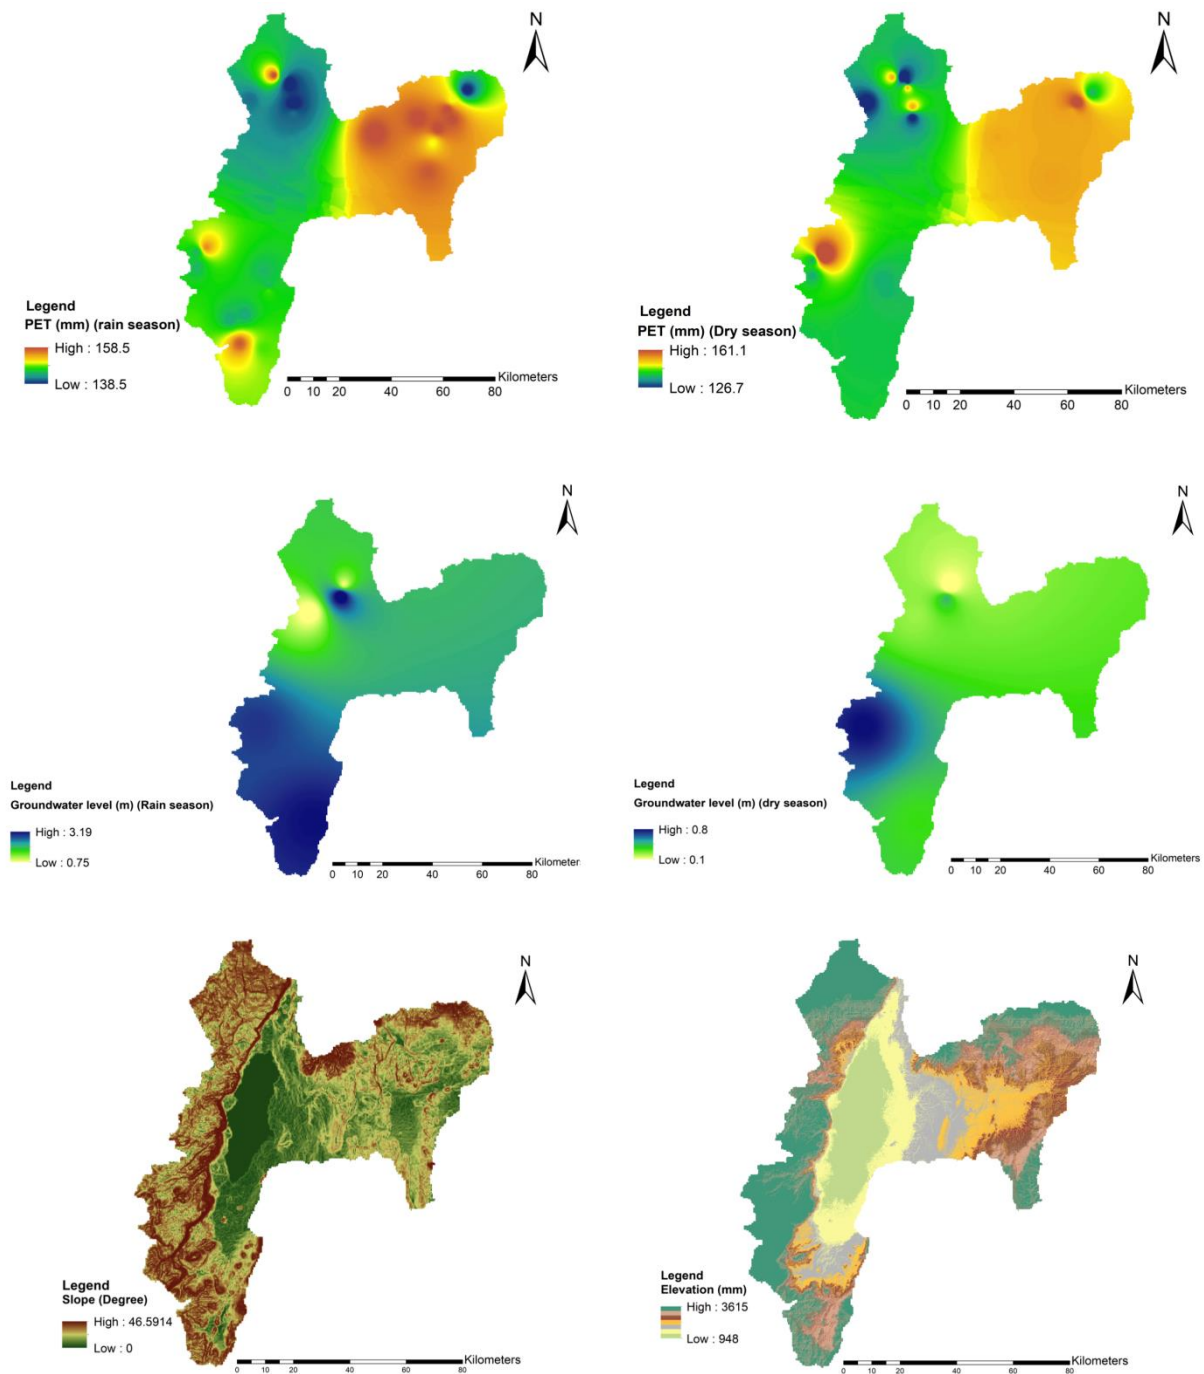 N
Legend
PET (mm) (rain season)
High : 158.5
Low : 138.5
Kilometers
0 10 20 40 60 80
N
Legend
PET (mm) (Dry season)
High : 161.1
Low : 126.7
Kilometers
0 10 20 40 60 80
N
Legend
Groundwater level (m) (Rain season)
High : 3.19
Low : 0.75
Kilometer
0 10 20 40 60 80
N
Legend
Groundwater level (m) (dry season)
High : 0.8
Low : 0.1
Kilometers
0 10 20 40 60 80
N
Legend
Slope (Degree)
High : 46.5914
Low : 0
Kilometers
0 10 20 40 60 80
N
Legend
Elevation (mm)
High : 3615
Low : 948
Kilometers
0 10 20 40 60 80